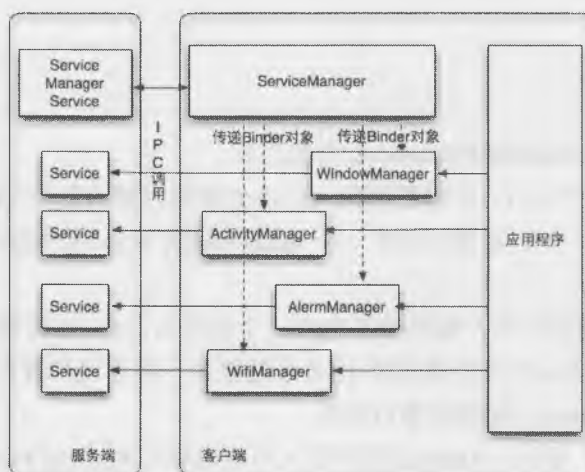 Service
Manager
Service
ServiceManager
I
P
C
调
用
传递Binder对象
传递Binder对象
Service
WindowManager
Service
ActivityManager
应用程序
Service
AlermManager
Service
WifiManager
服务端
客户端